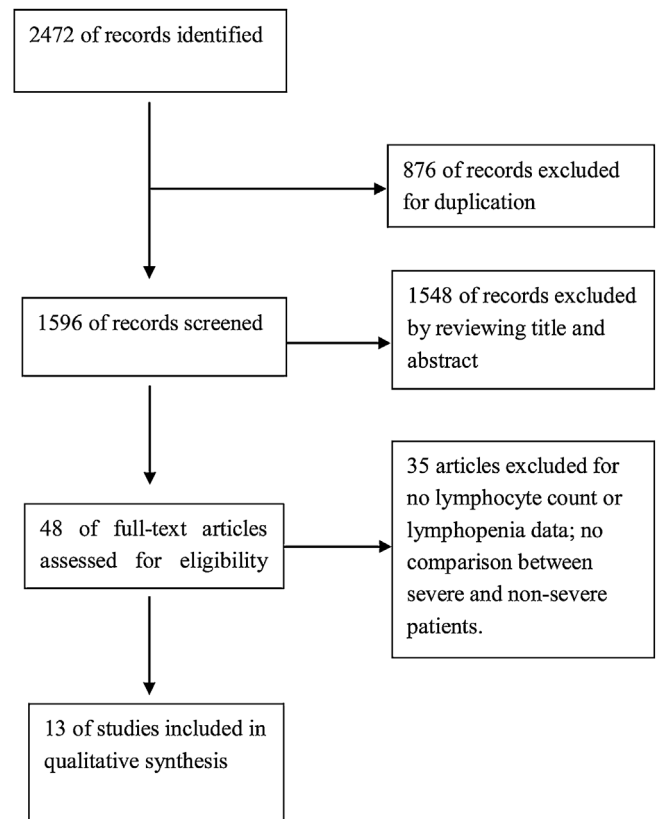 2472 of records identified
876 of records excluded
for duplication
1596 of records screened
1548 of records excluded
by reviewing title and
abstract
48 of full-text articles
assessed for eligibility
35 articles excluded for
no lymphocyte count or
lymphopenia data; no
comparison between
severe and non-severe
patients.
13 of studies included in
qualitative synthesis